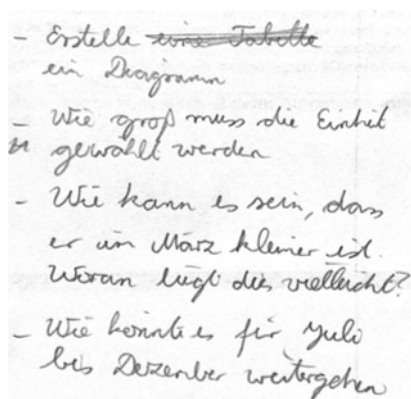 - Erstelle eine Tabelle
ein Diagramm
- Wie groß muss die Einheit
gewählt werden
- Wie kann es sein, dass
er im März kleiner ist.
Woran liegt dies vielleicht?
- Wie könnte es für Juli
bis Dezember weitergehen